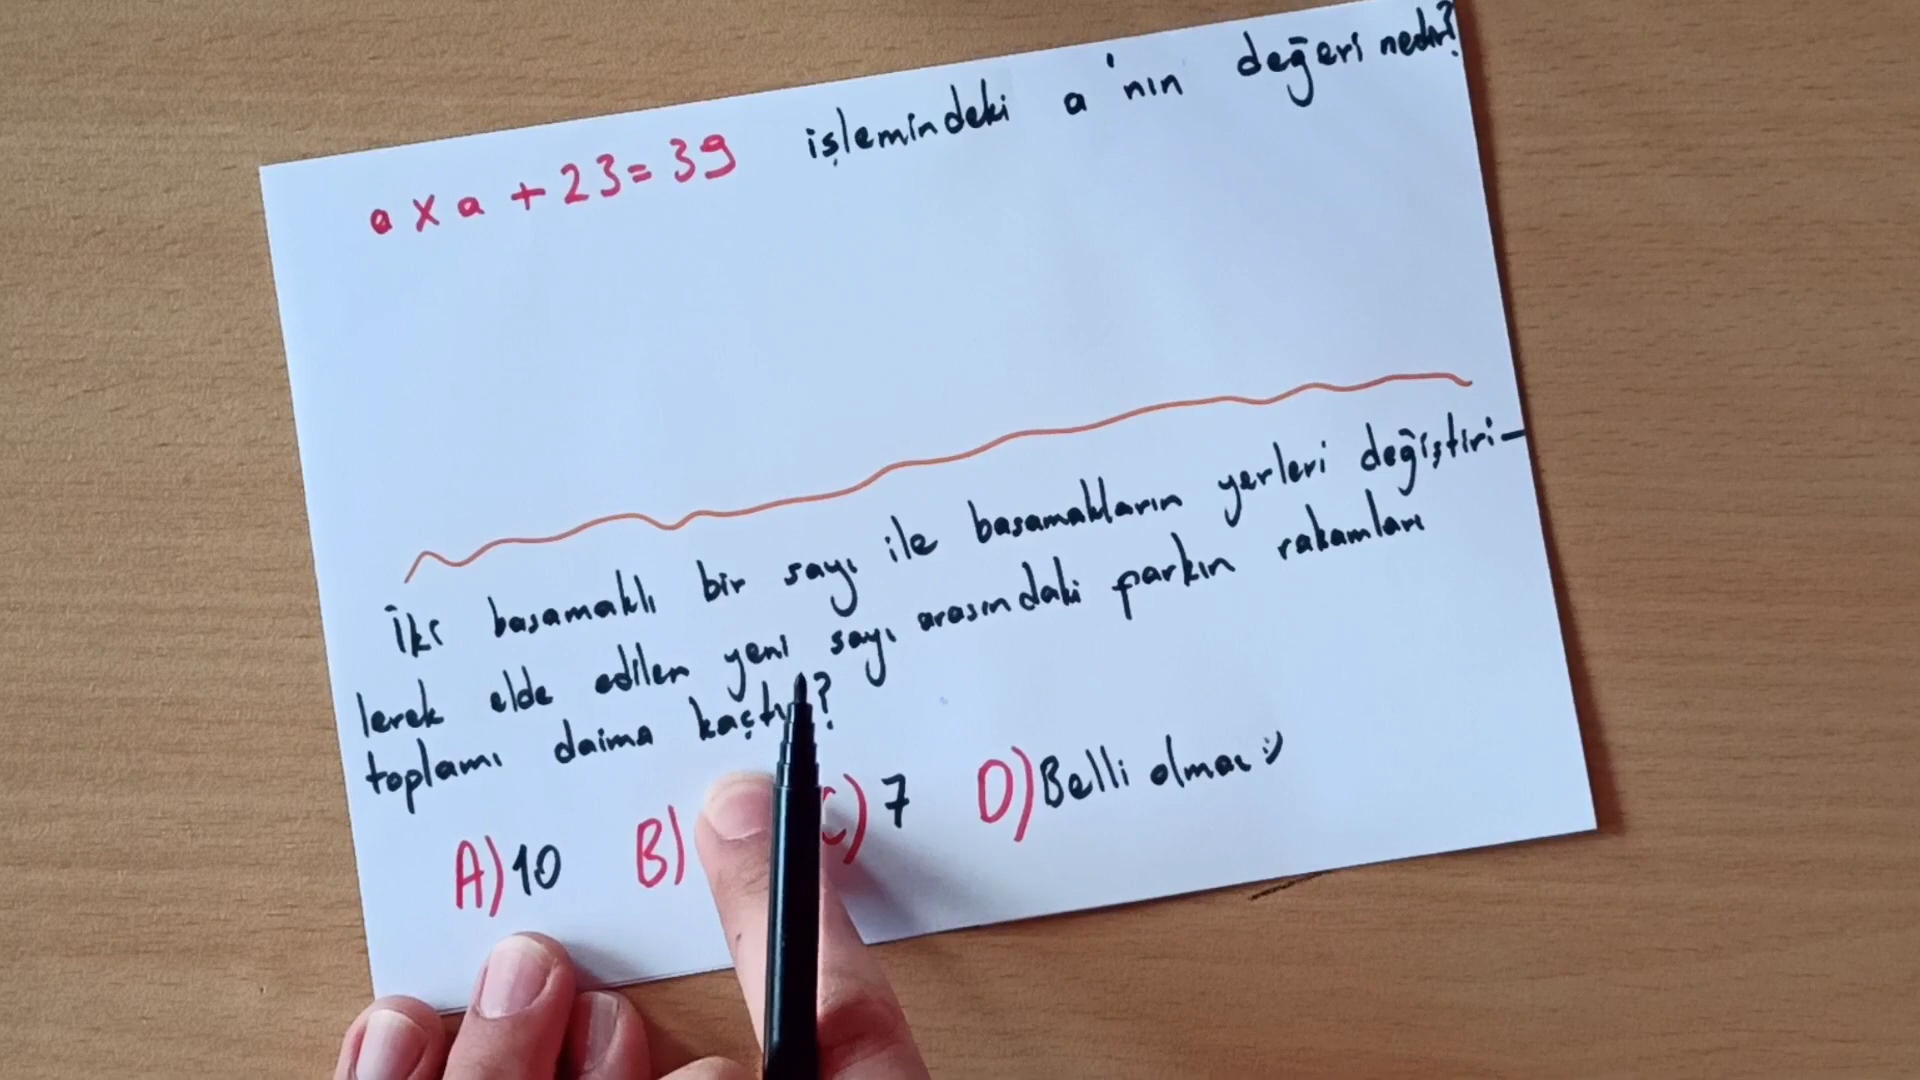 a x a + 23 = 39 işlemindeki a'nın değeri nedir?
İki basamaklı bir sayı ile basamakların yerleri değiştiri-
lerek elde edilen yeni sayı arasındaki farkın rakamları
toplamı daima ?
A) 10 B) C) 7 D) Belli olmaz :)